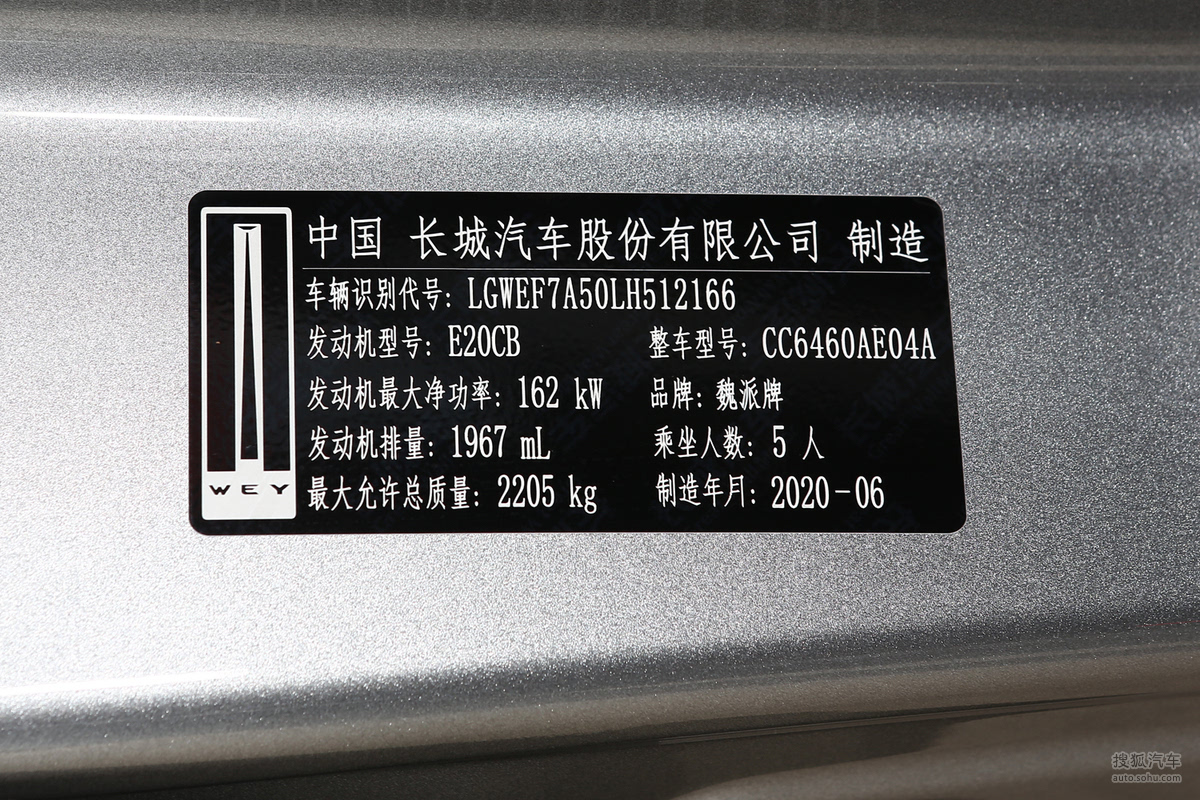 中国 长城汽车股份有限公司 制造
车辆识别代号: LGWEF7A50LH512166
发动机型号: E20CB 整车型号: CC6460AE04A
发动机最大净功率: 162 kW 品牌: 魏派牌
发动机排量: 1967 mL 乘坐人数: 5 人
最大允许总质量: 2205 kg 制造年月: 2020-06
WEY
搜狐汽车
auto.sohu.com